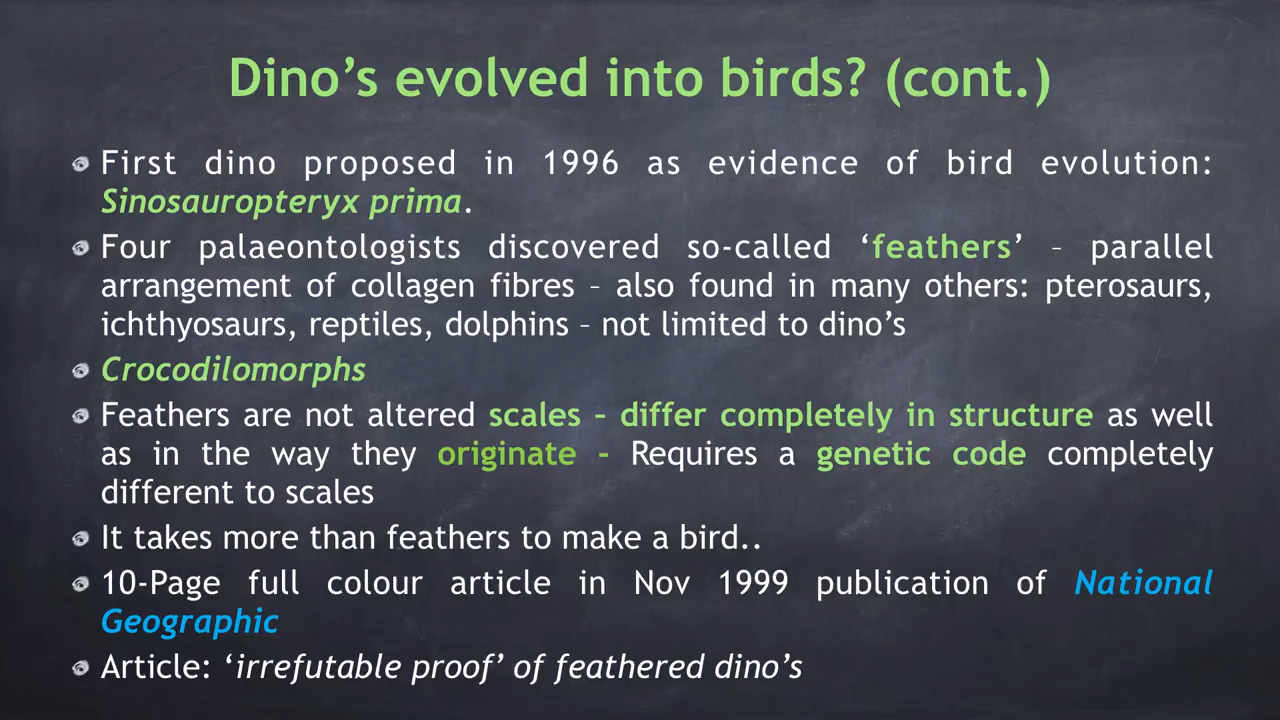 Dino’s evolved into birds? (cont.)
First dino proposed in 1996 as evidence of bird evolution:
Sinosauropteryx prima.
Four palaeontologists discovered so-called ‘feathers’ – parallel
arrangement of collagen fibres – also found in many others: pterosaurs,
ichthyosaurs, reptiles, dolphins – not limited to dino’s
Crocodilomorphs
Feathers are not altered scales – differ completely in structure as well
as in the way they originate - Requires a genetic code completely
different to scales
It takes more than feathers to make a bird..
10-Page full colour article in Nov 1999 publication of National
Geographic
Article: ‘irrefutable proof’ of feathered dino’s